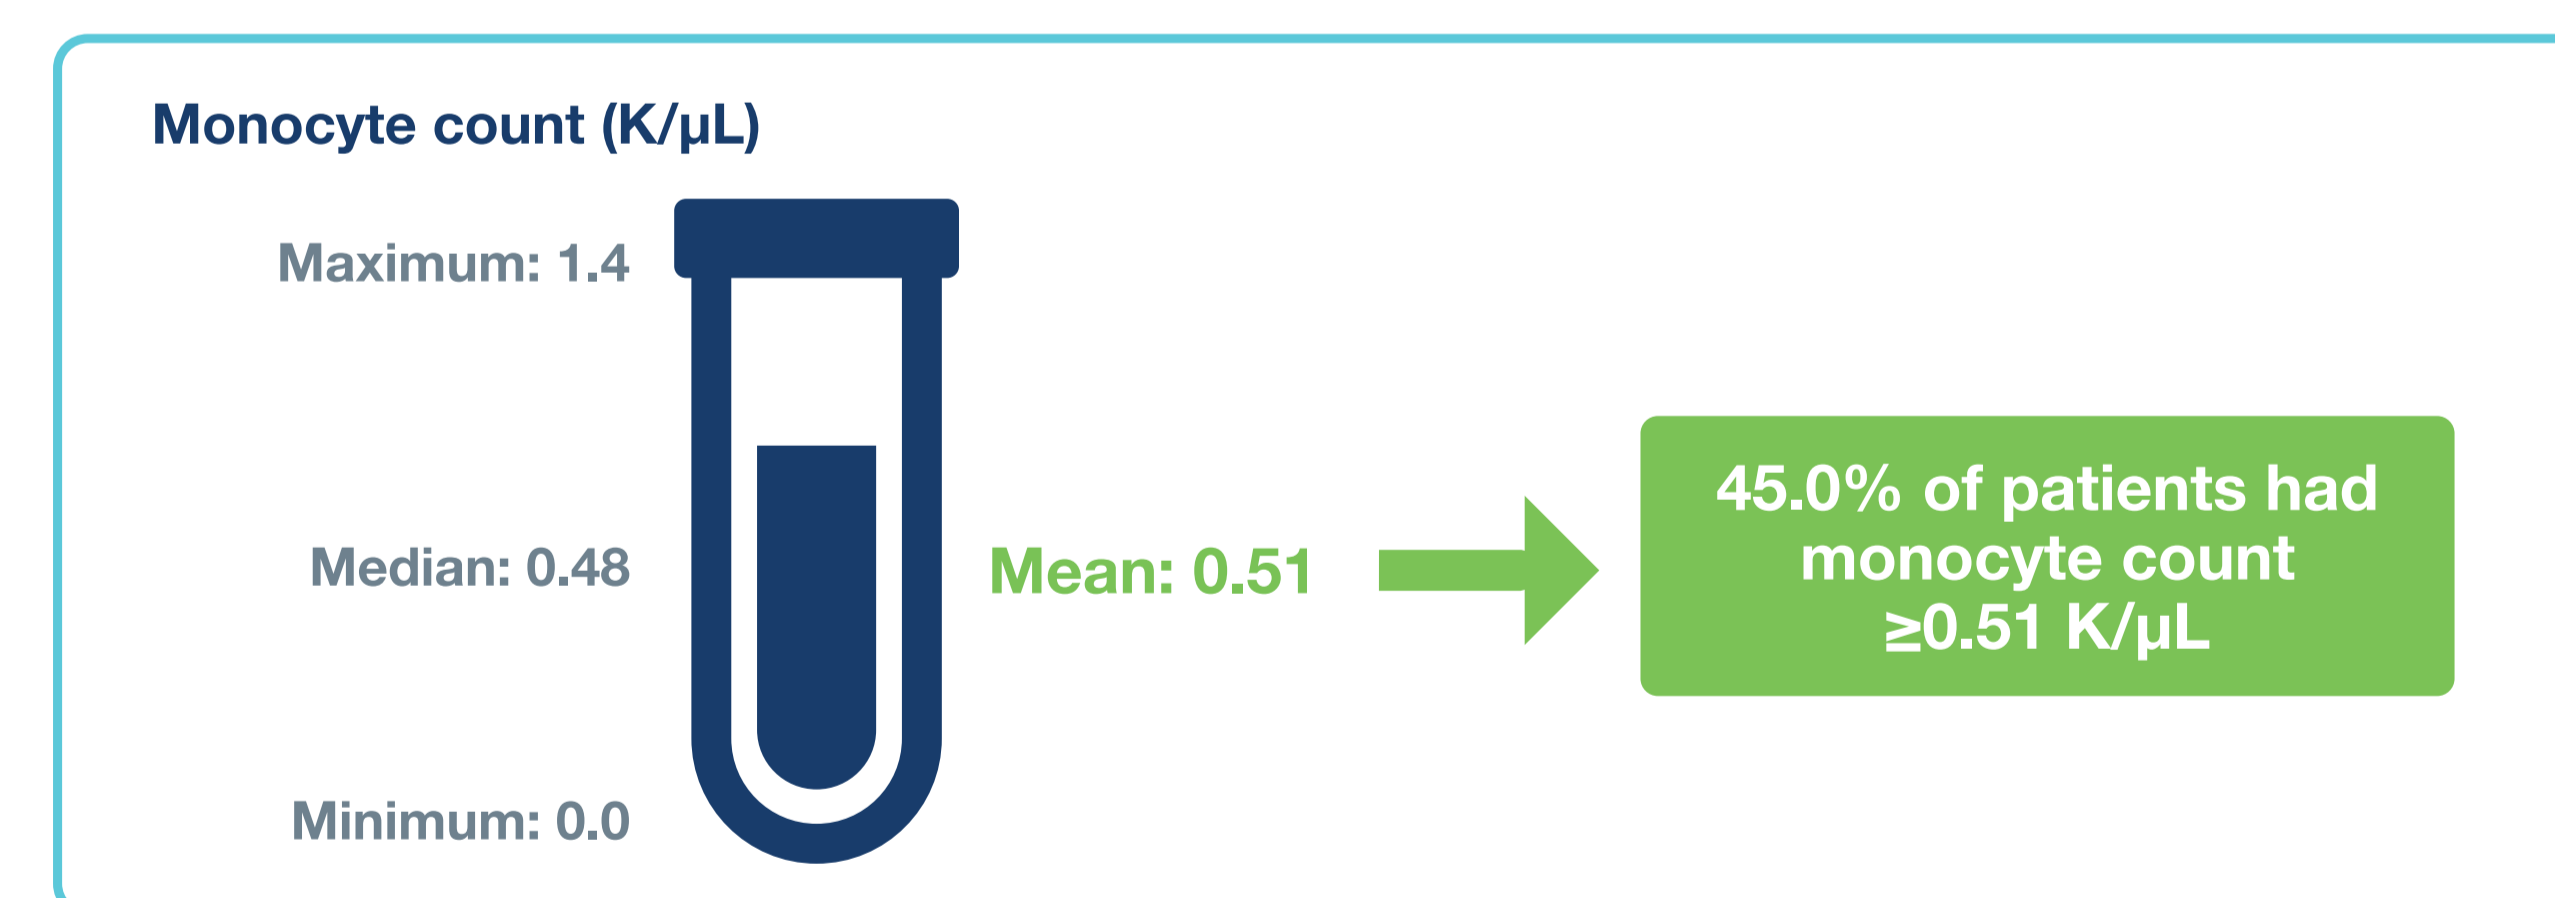 Monocyte count (K/μL)
Maximum: 1.4
Median: 0.48
Minimum: 0.0
Mean: 0.51
45.0% of patients had
monocyte count
≥0.51 K/μL